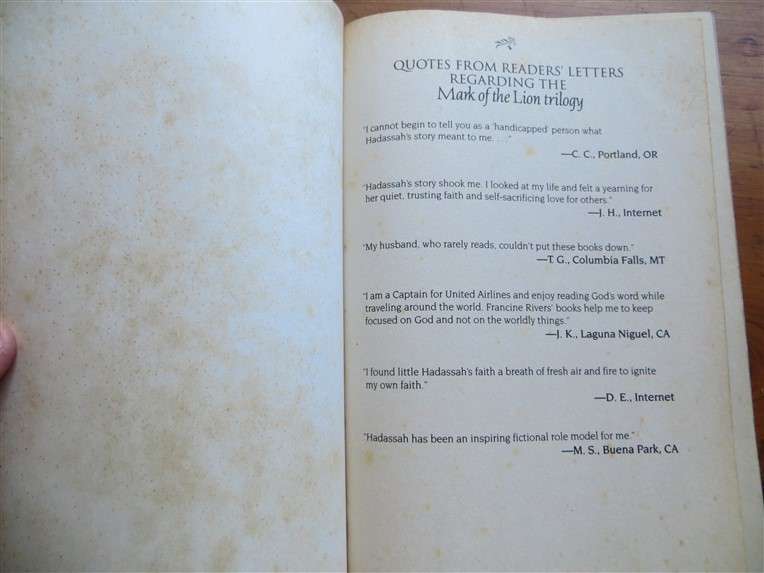 QUOTES FROM READERS' LETTERS
REGARDING THE
Mark of the Lion trilogy
"I cannot begin to tell you as a 'handicapped' person what
Hadassah's story meant to me. . . ."
—C. C., Portland, OR
"Hadassah's story shook me. I looked at my life and felt a yearning for
her quiet, trusting faith and self-sacrificing love for others."
—J. H., Internet
"My husband, who rarely reads, couldn't put these books down."
—T. G., Columbia Falls, MT
"I am a Captain for United Airlines and enjoy reading God's word while
traveling around the world. Francine Rivers' books help me to keep
focused on God and not on the worldly things."
—J. K., Laguna Niguel, CA
"I found little Hadassah's faith a breath of fresh air and fire to ignite
my own faith."
—D. E., Internet
"Hadassah has been an inspiring fictional role model for me."
—M. S., Buena Park, CA